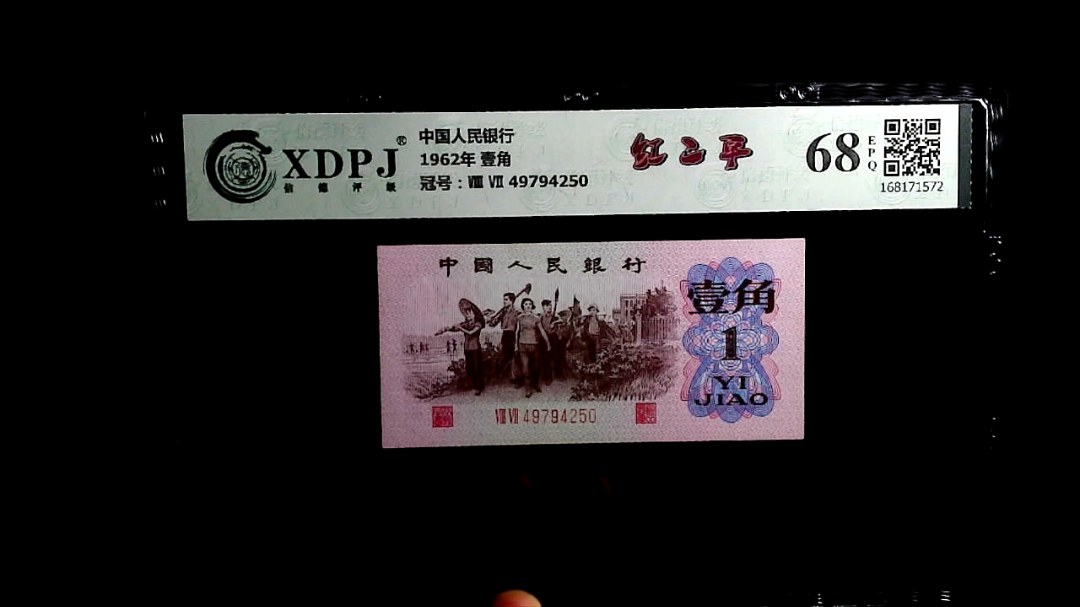 XDPJ®
信德评级
中国人民银行
1962年 壹角
冠号：Ⅷ Ⅶ 49794250
红二平
68
EPQ
168171572
中國人民銀行
壹角
1
YI
JIAO
Ⅷ Ⅶ 49794250